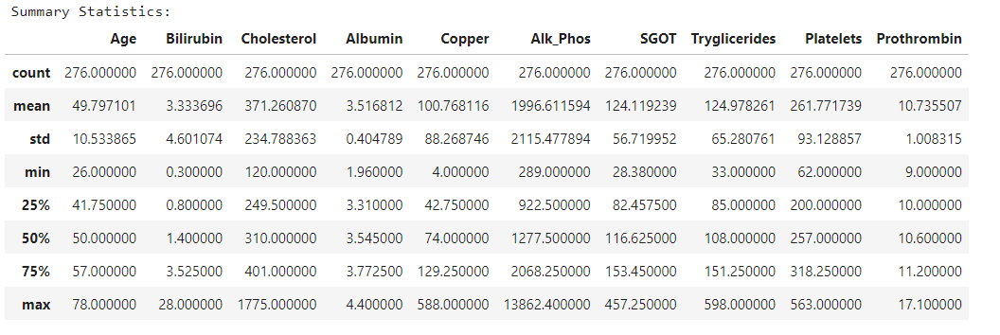 Summary Statistics:
Age Bilirubin Cholesterol Albumin Copper Alk_Phos SGOT Tryglicerides Platelets Prothrombin
count 276.000000 276.000000 276.000000 276.000000 276.000000 276.000000 276.000000 276.000000 276.000000 276.000000
mean 49.797101 3.333696 371.260870 3.516812 100.768116 1996.611594 124.119239 124.978261 261.771739 10.735507
std 10.533865 4.601074 234.788363 0.404789 88.268746 2115.477894 56.719952 65.280761 93.128857 1.008315
min 26.000000 0.300000 120.000000 1.960000 4.000000 289.000000 28.380000 33.000000 62.000000 9.000000
25% 41.750000 0.800000 249.500000 3.310000 42.750000 922.500000 82.457500 85.000000 200.000000 10.000000
50% 50.000000 1.400000 310.000000 3.545000 74.000000 1277.500000 116.625000 108.000000 257.000000 10.600000
75% 57.000000 3.525000 401.000000 3.772500 129.250000 2068.250000 153.450000 151.250000 318.250000 11.200000
max 78.000000 28.000000 1775.000000 4.400000 588.000000 13862.400000 457.250000 598.000000 563.000000 17.100000